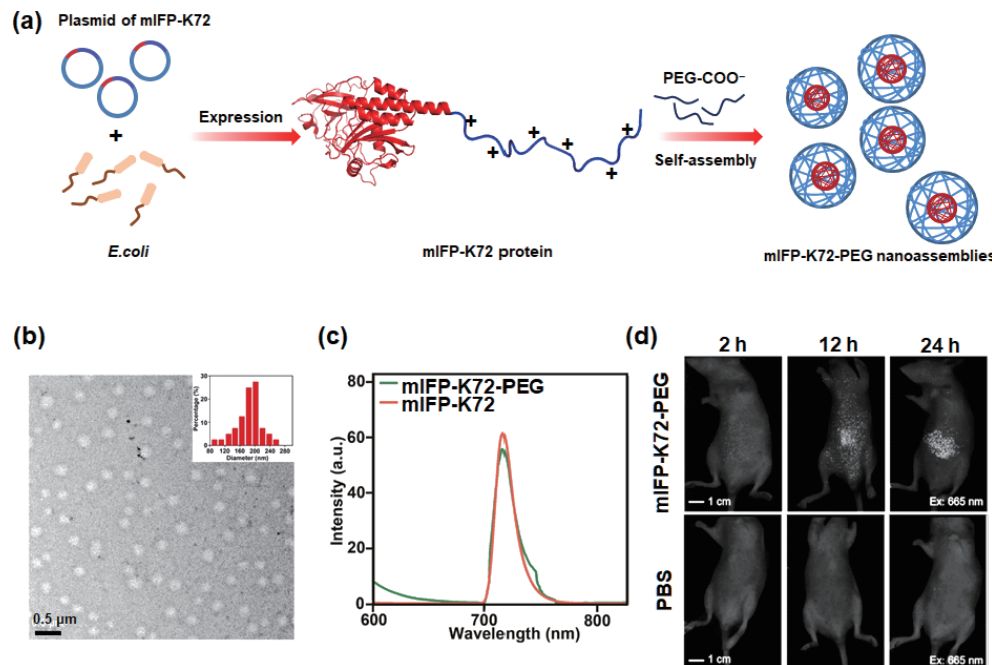 (a)
Plasmid of mIFP-K72
+
E.coli
Expression
+ + + + + +
mIFP-K72 protein
PEG-COO⁻
Self-assembly
mIFP-K72-PEG nanoassemblies
(b)
Percentage (%)
30
20
10
0
80 120 160 200 240 280
Diameter (nm)
0.5 μm
(c)
80
60
40
20
0
Intensity (a.u.)
mIFP-K72-PEG
mIFP-K72
600 700 800
Wavelength (nm)
(d)
2 h 12 h 24 h
mIFP-K72-PEG
1 cm
Ex: 665 nm
PBS
1 cm
Ex: 665 nm